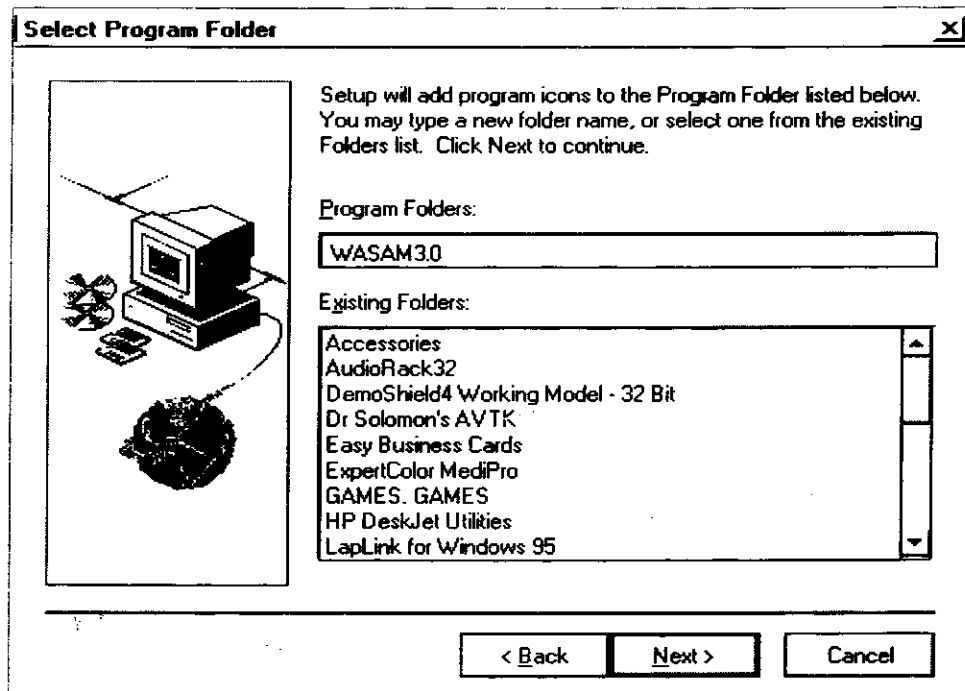 Select Program Folder
Setup will add program icons to the Program Folder listed below.
You may type a new folder name, or select one from the existing
Folders list. Click Next to continue.
Program Folders:
WASAM3.0
Existing Folders:
Accessories
AudioRack32
DemoShield4 Working Model - 32 Bit
Dr Solomon's AVTK
Easy Business Cards
ExpertColor MediPro
GAMES. GAMES
HP DeskJet Utilities
LapLink for Windows 95
< Back
Next >
Cancel